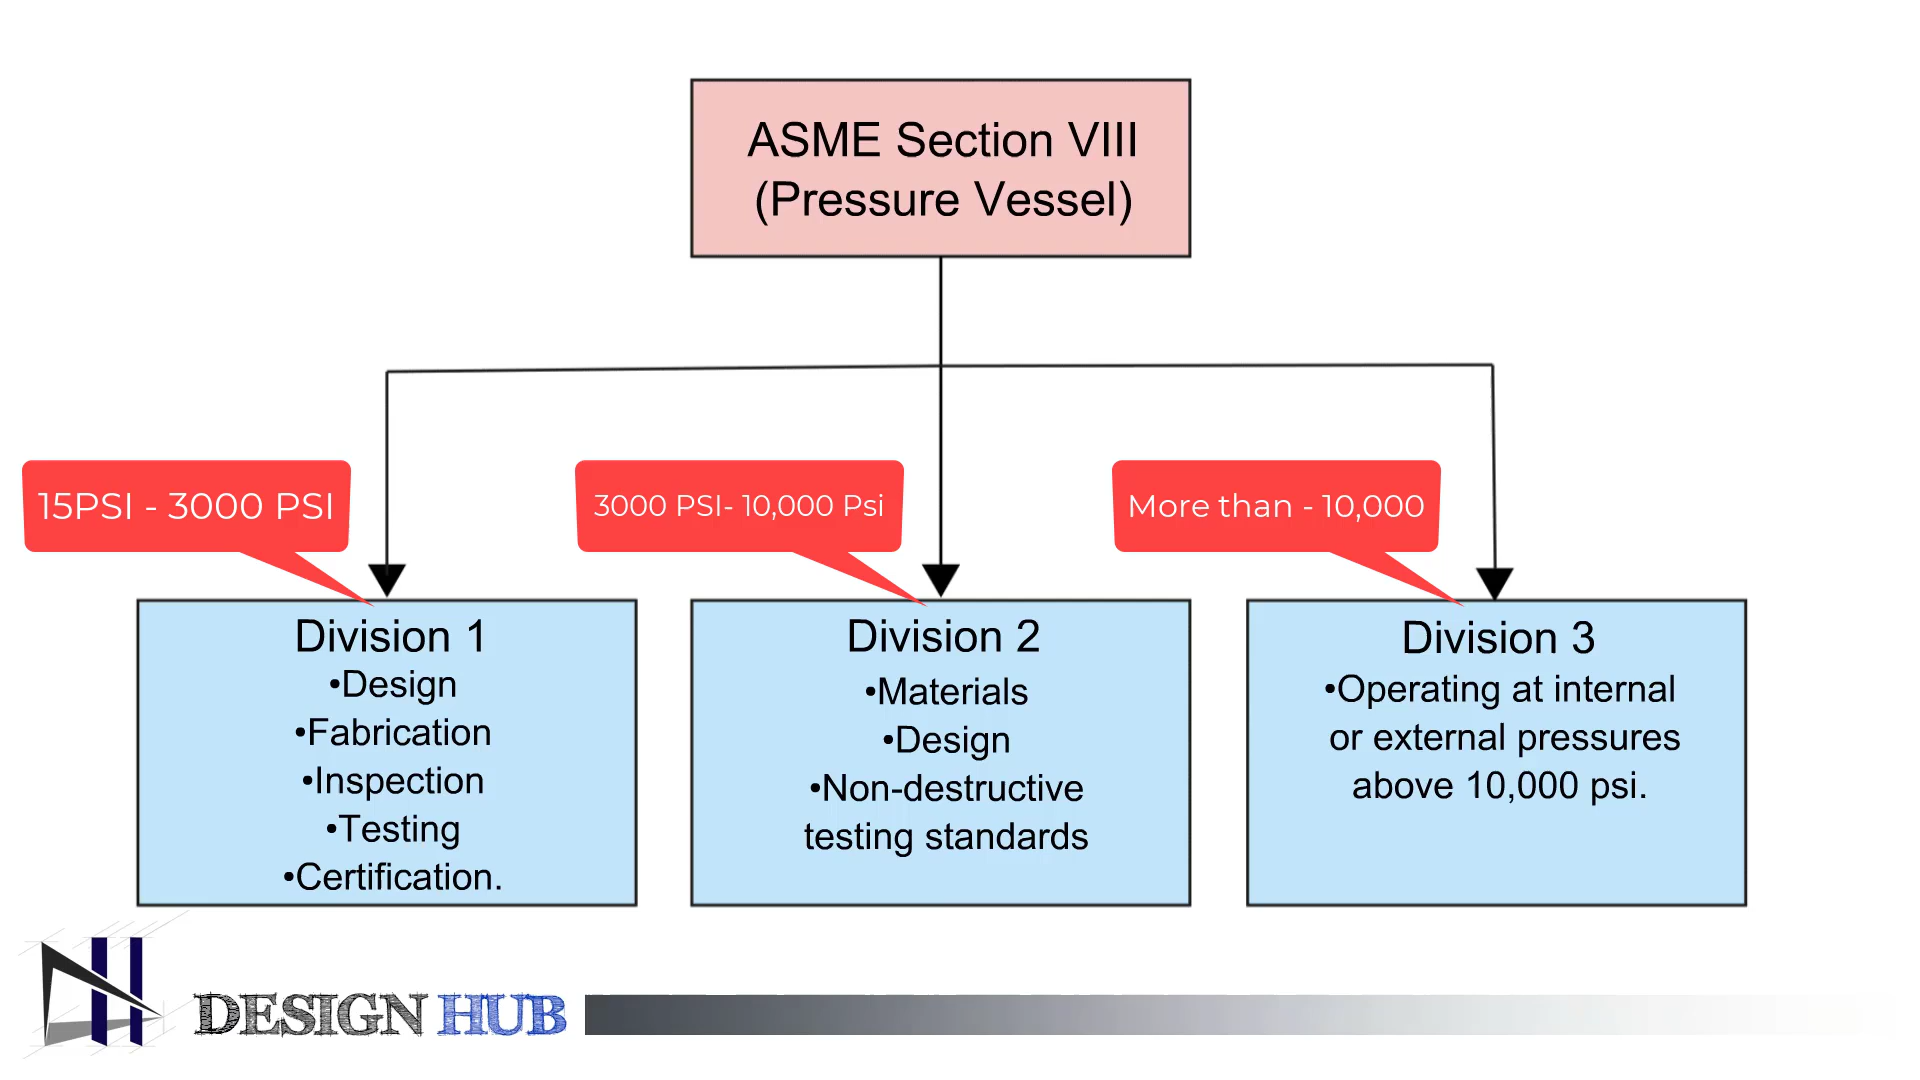 ASME Section VIII
(Pressure Vessel)
15PSI - 3000 PSI
3000 PSI- 10,000 Psi
More than - 10,000
Division 1
•Design
•Fabrication
•Inspection
•Testing
•Certification.
Division 2
•Materials
•Design
•Non-destructive
testing standards
Division 3
•Operating at internal
or external pressures
above 10,000 psi.
DESIGN HUB